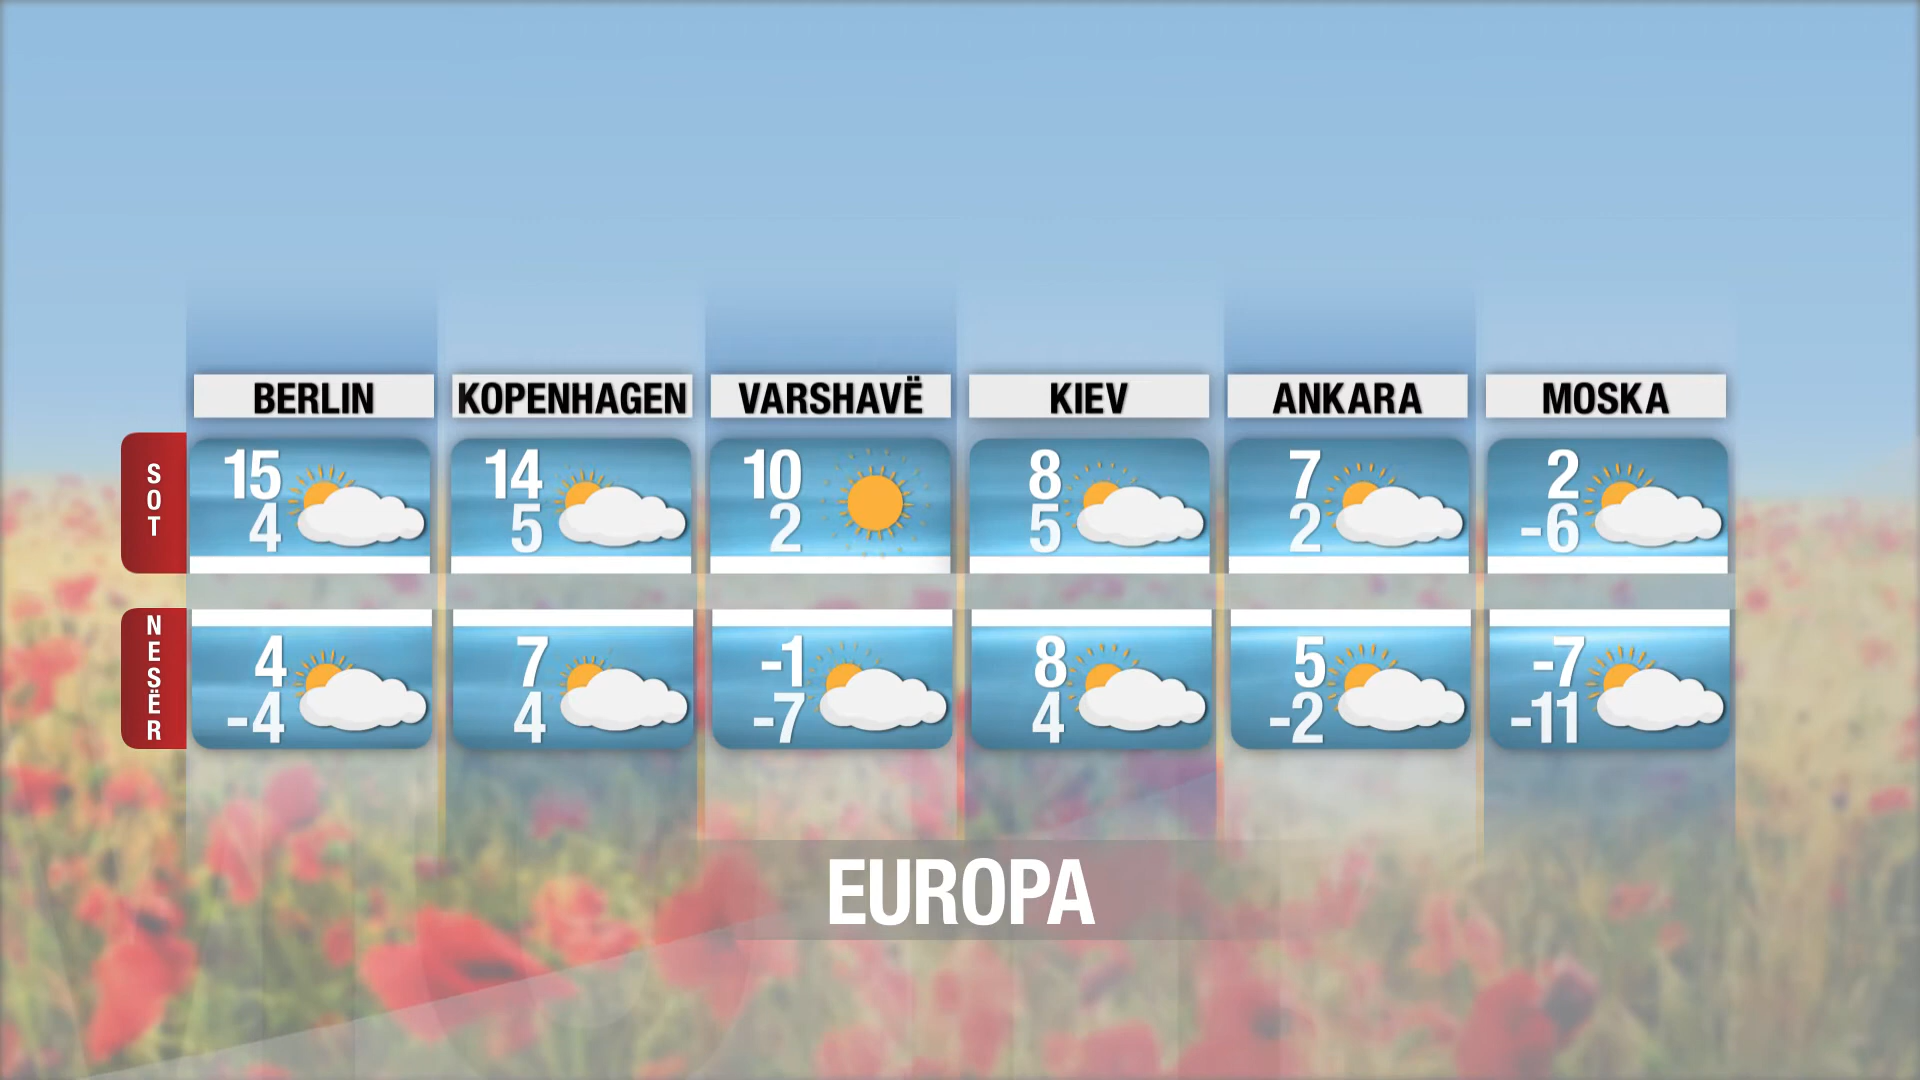 BERLIN KOPENHAGEN VARSHAVË KIEV ANKARA MOSKA
SOT
15 14 10 8 7 2
4 5 2 5 2 -6
NESËR
4 7 -1 8 5 -7
-4 4 -7 4 -2 -11
EUROPA